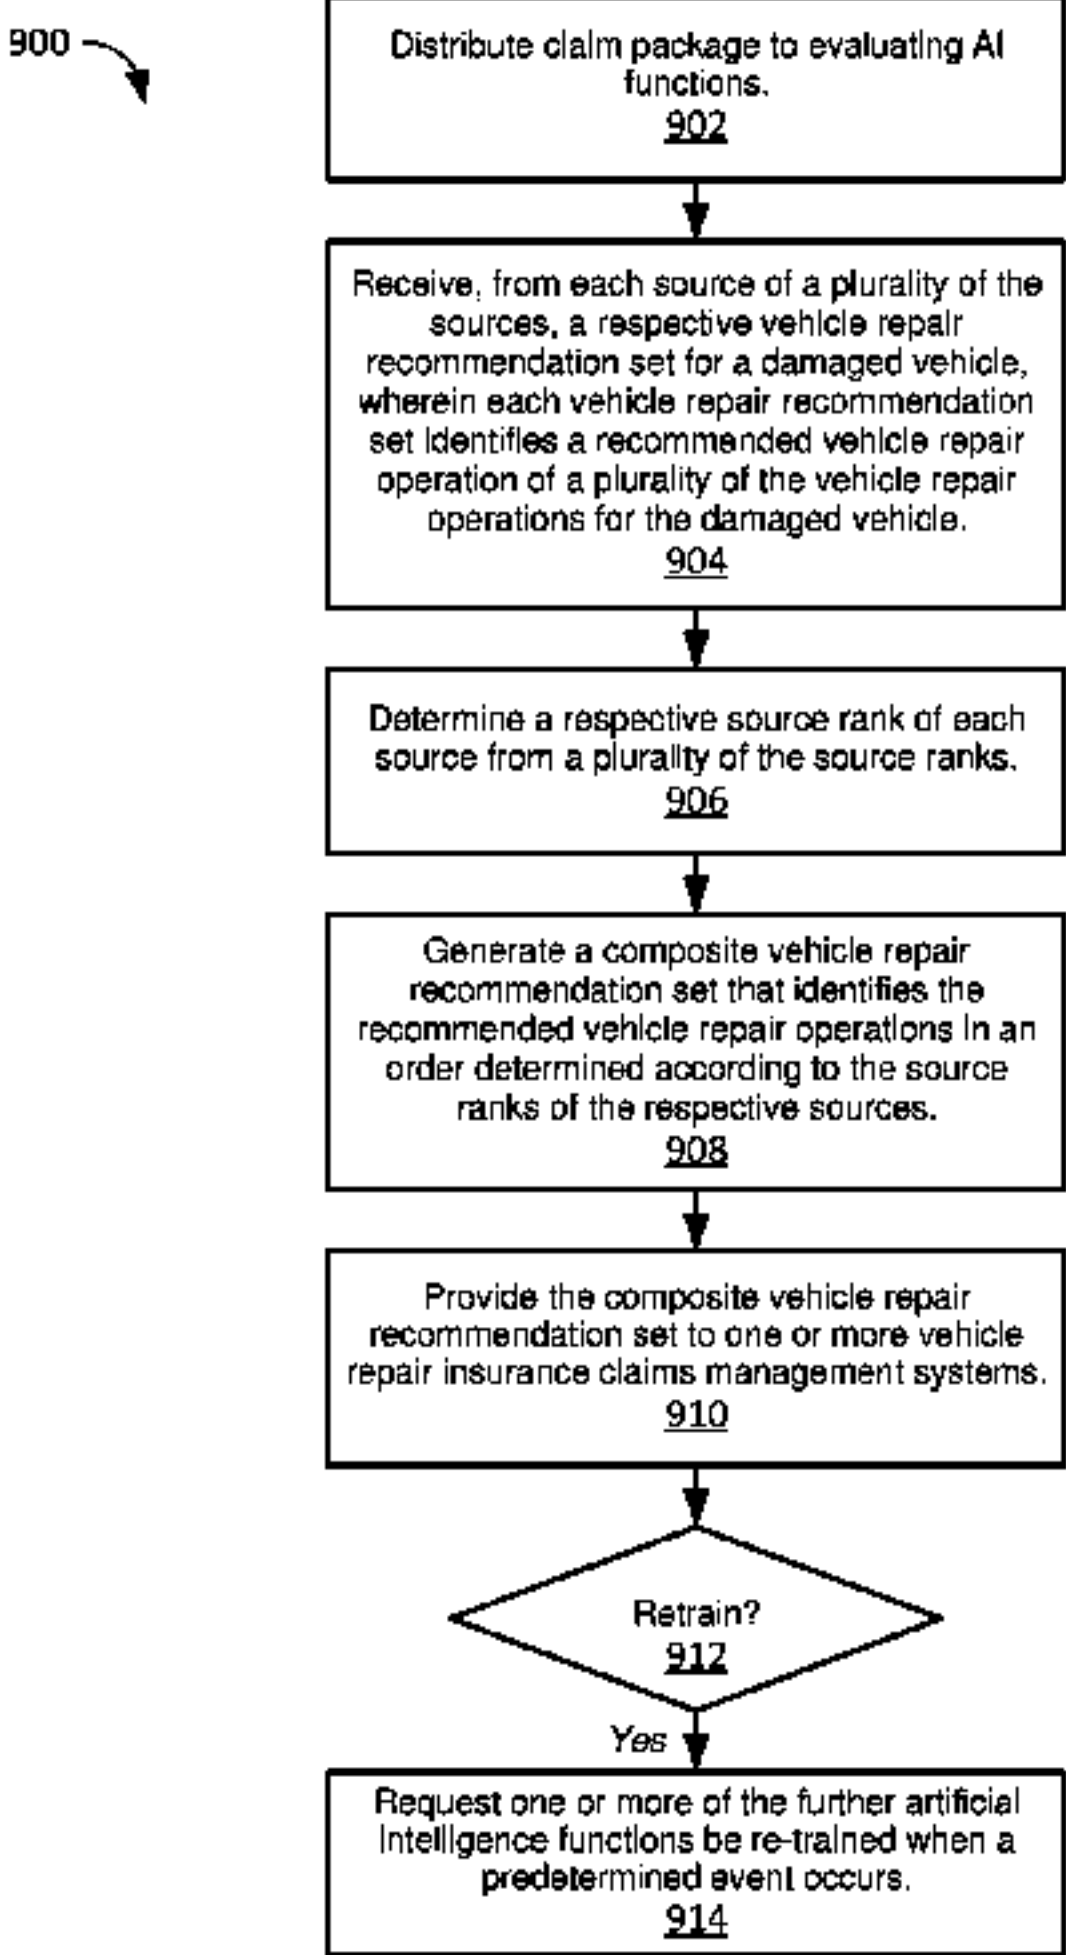 900
Distribute claim package to evaluating AI
functions.
902
Receive, from each source of a plurality of the
sources, a respective vehicle repair
recommendation set for a damaged vehicle,
wherein each vehicle repair recommendation
set identifies a recommended vehicle repair
operation of a plurality of the vehicle repair
operations for the damaged vehicle.
904
Determine a respective source rank of each
source from a plurality of the source ranks.
906
Generate a composite vehicle repair
recommendation set that identifies the
recommended vehicle repair operations in an
order determined according to the source
ranks of the respective sources.
908
Provide the composite vehicle repair
recommendation set to one or more vehicle
repair insurance claims management systems.
910
Retrain?
912
Yes
Request one or more of the further artificial
intelligence functions be re-trained when a
predetermined event occurs.
914